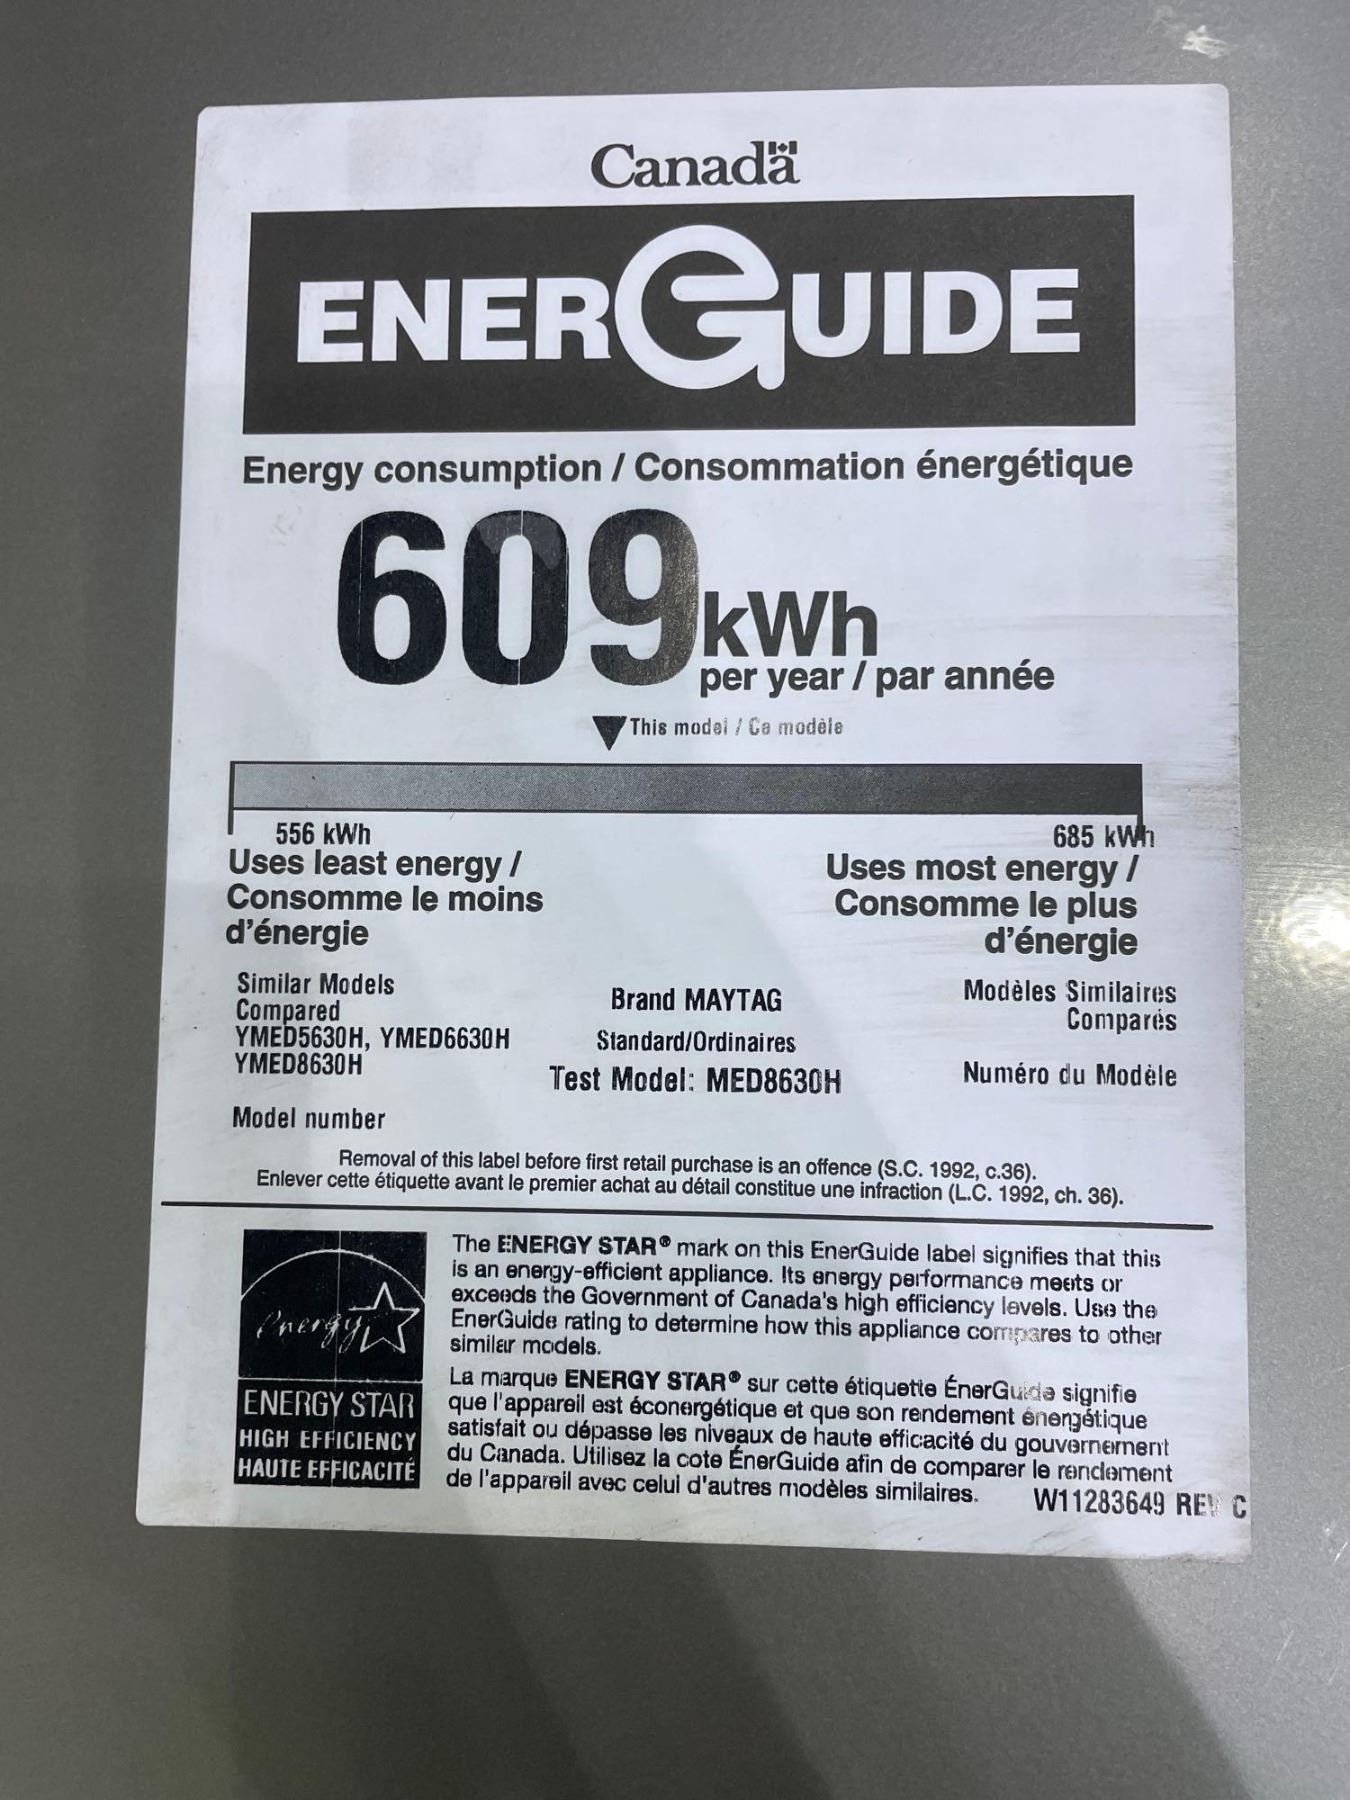 Canada
ENERGUIDE
Energy consumption / Consommation énergétique
609 kWh
per year / par année
This model / Ce modèle
556 kWh
Uses least energy /
Consomme le moins
d'énergie
685 kWh
Uses most energy /
Consomme le plus
d'énergie
Similar Models
Compared
YMED5630H, YMED6630H
YMED8630H
Model number
Brand MAYTAG
Standard/Ordinaires
Test Model: MED8630H
Modèles Similaires
Comparés
Numéro du Modèle
Removal of this label before first retail purchase is an offence (S.C. 1992, c.36).
Enlever cette étiquette avant le premier achat au détail constitue une infraction (L.C. 1992, ch. 36).
energy
ENERGY STAR
HIGH EFFICIENCY
HAUTE EFFICACITÉ
The ENERGY STAR® mark on this EnerGuide label signifies that this
is an energy-efficient appliance. Its energy performance meets or
exceeds the Government of Canada's high efficiency levels. Use the
EnerGuide rating to determine how this appliance compares to other
similar models.
La marque ENERGY STAR® sur cette étiquette ÉnerGuide signifie
que l'appareil est éconergétique et que son rendement énergétique
satisfait ou dépasse les niveaux de haute efficacité du gouvernement
du Canada. Utilisez la cote ÉnerGuide afin de comparer le rendement
de l'appareil avec celui d'autres modèles similaires.
W11283649 REV C